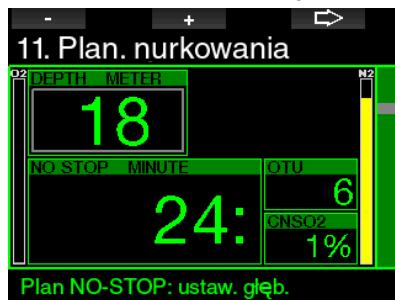 - +
11. Plan. nurkowania
O2 DEPTH METER N2
18
NO STOP MINUTE OTU
6
24: CNSO2
1%
Plan NO-STOP: ustaw. głęb.